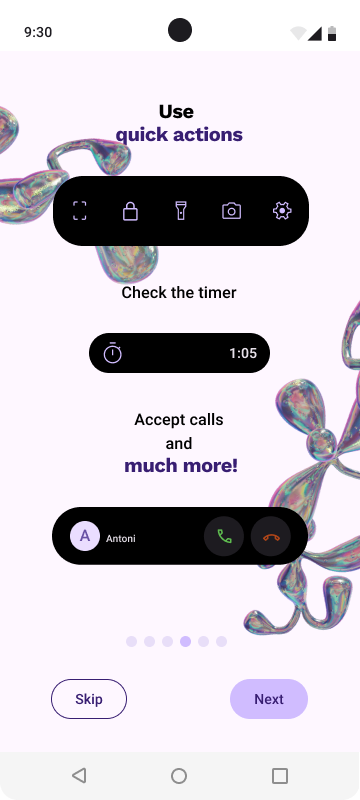 9:30
Use
quick actions
Check the timer
1:05
Accept calls
and
much more!
A
Antoni
Skip
Next